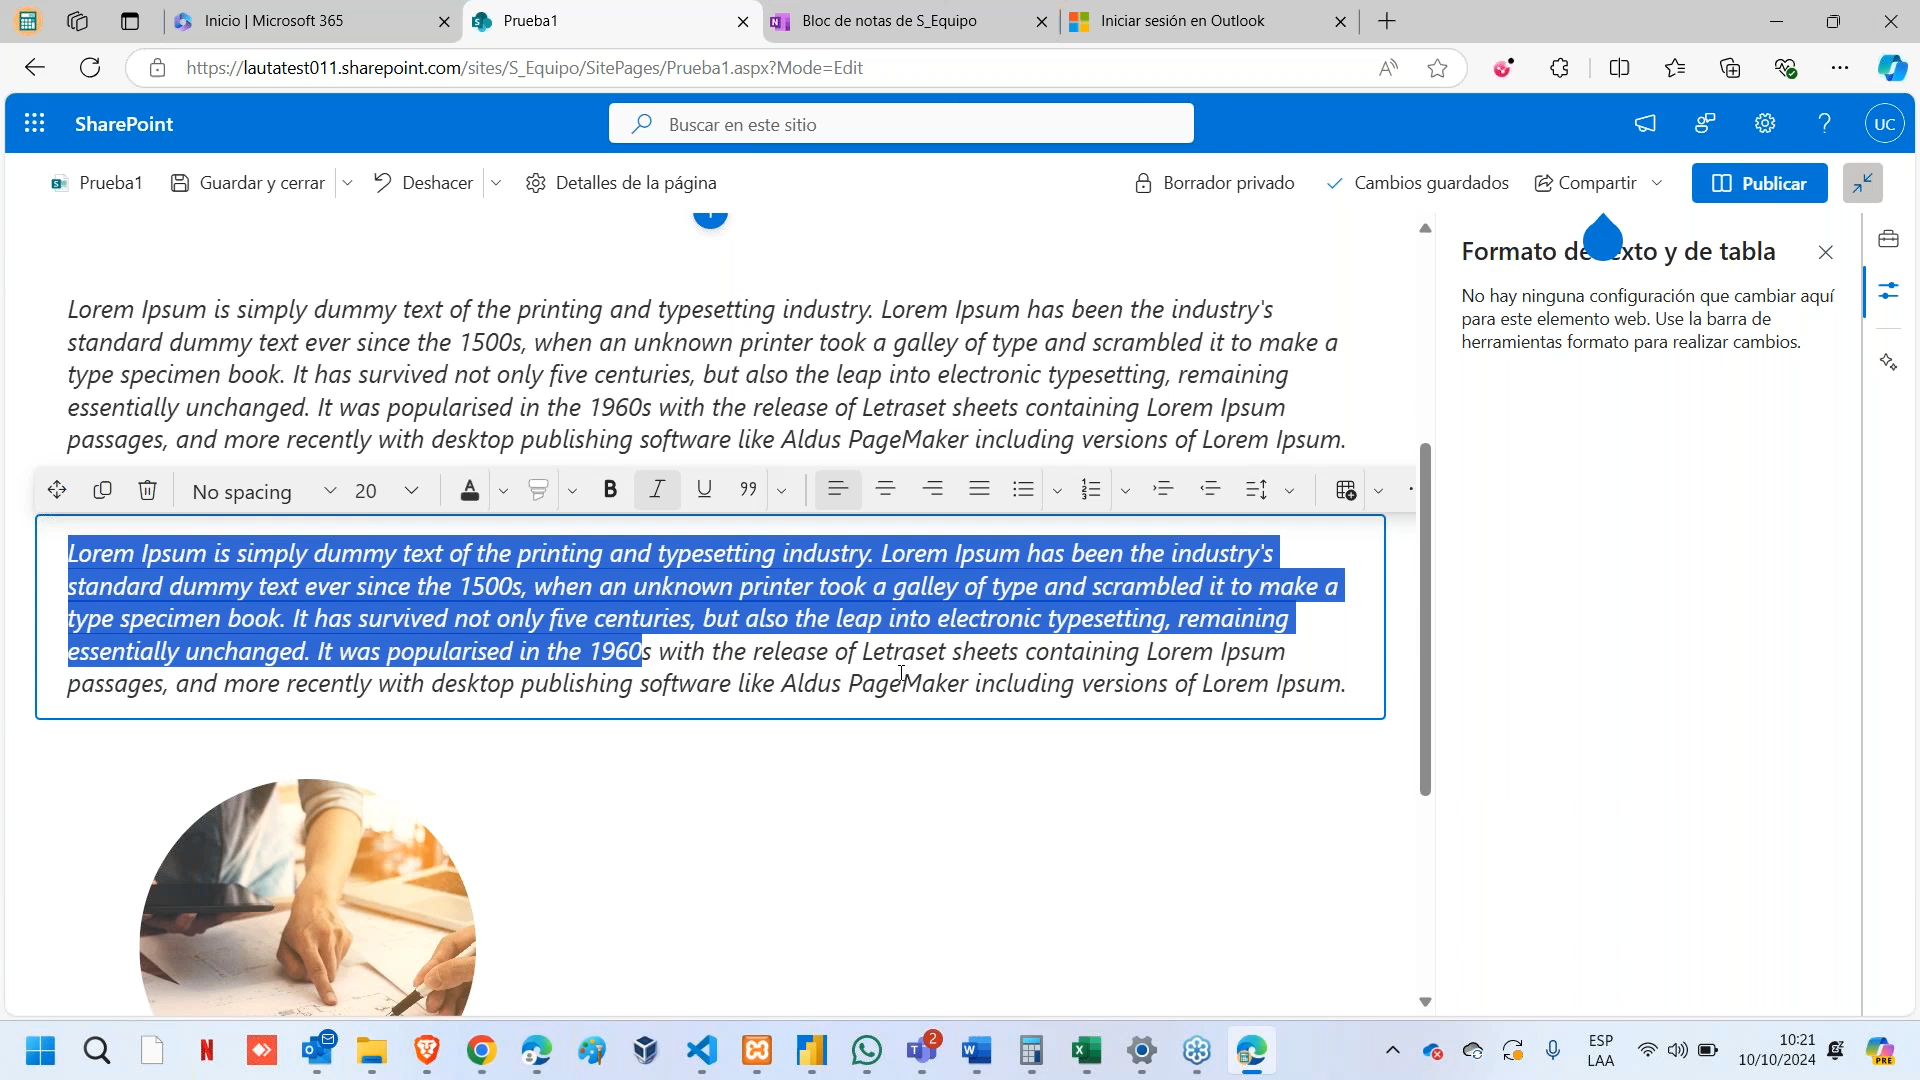 Inicio | Microsoft 365
Prueba1
Bloc de notas de S_Equipo
Iniciar sesión en Outlook
https://lautatest011.sharepoint.com/sites/S_Equipo/SitePages/Prueba1.aspx?Mode=Edit
SharePoint
Buscar en este sitio
UC
Prueba1
Guardar y cerrar
Deshacer
Detalles de la página
Borrador privado
Cambios guardados
Compartir
Publicar
Lorem Ipsum is simply dummy text of the printing and typesetting industry. Lorem Ipsum has been the industry's
standard dummy text ever since the 1500s, when an unknown printer took a galley of type and scrambled it to make a
type specimen book. It has survived not only five centuries, but also the leap into electronic typesetting, remaining
essentially unchanged. It was popularised in the 1960s with the release of Letraset sheets containing Lorem Ipsum
passages, and more recently with desktop publishing software like Aldus PageMaker including versions of Lorem Ipsum.
No spacing
20
Lorem Ipsum is simply dummy text of the printing and typesetting industry. Lorem Ipsum has been the industry's
standard dummy text ever since the 1500s, when an unknown printer took a galley of type and scrambled it to make a
type specimen book. It has survived not only five centuries, but also the leap into electronic typesetting, remaining
essentially unchanged. It was popularised in the 1960s with the release of Letraset sheets containing Lorem Ipsum
passages, and more recently with desktop publishing software like Aldus PageMaker including versions of Lorem Ipsum.
Formato de texto y de tabla
No hay ninguna configuración que cambiar aquí
para este elemento web. Use la barra de
herramientas formato para realizar cambios.
2
ESP
LAA
10:21
10/10/2024
PRE